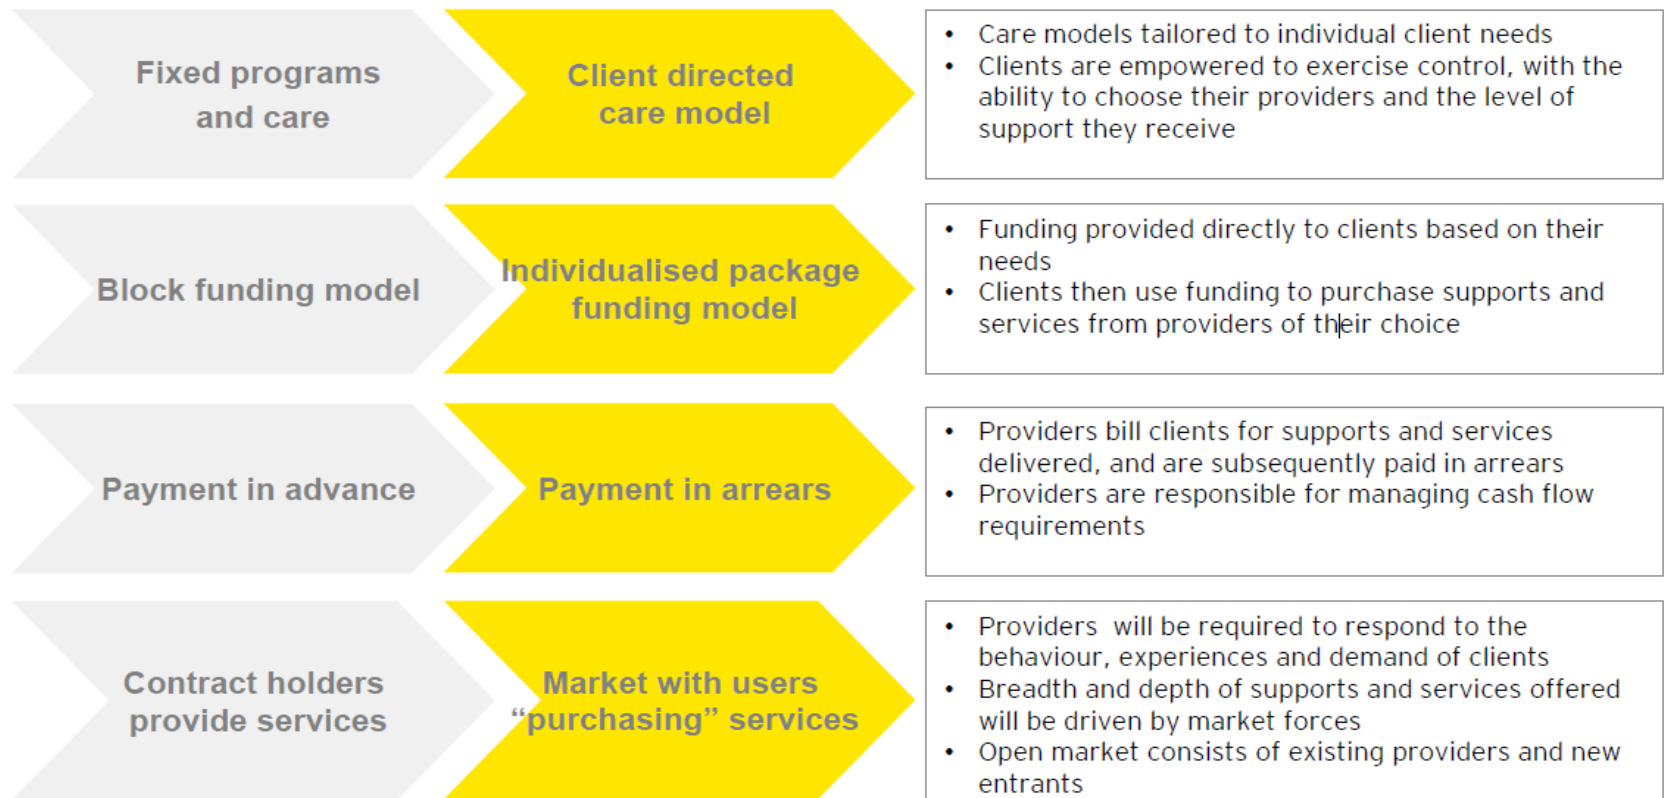 Fixed programs
and care
Client directed
care model
• Care models tailored to individual client needs
• Clients are empowered to exercise control, with the
ability to choose their providers and the level of
support they receive
Block funding model
Individualised package
funding model
• Funding provided directly to clients based on their
needs
• Clients then use funding to purchase supports and
services from providers of their choice
Payment in advance
Payment in arrears
• Providers bill clients for supports and services
delivered, and are subsequently paid in arrears
• Providers are responsible for managing cash flow
requirements
Contract holders
provide services
Market with users
“purchasing” services
• Providers will be required to respond to the
behaviour, experiences and demand of clients
• Breadth and depth of supports and services offered
will be driven by market forces
• Open market consists of existing providers and new
entrants